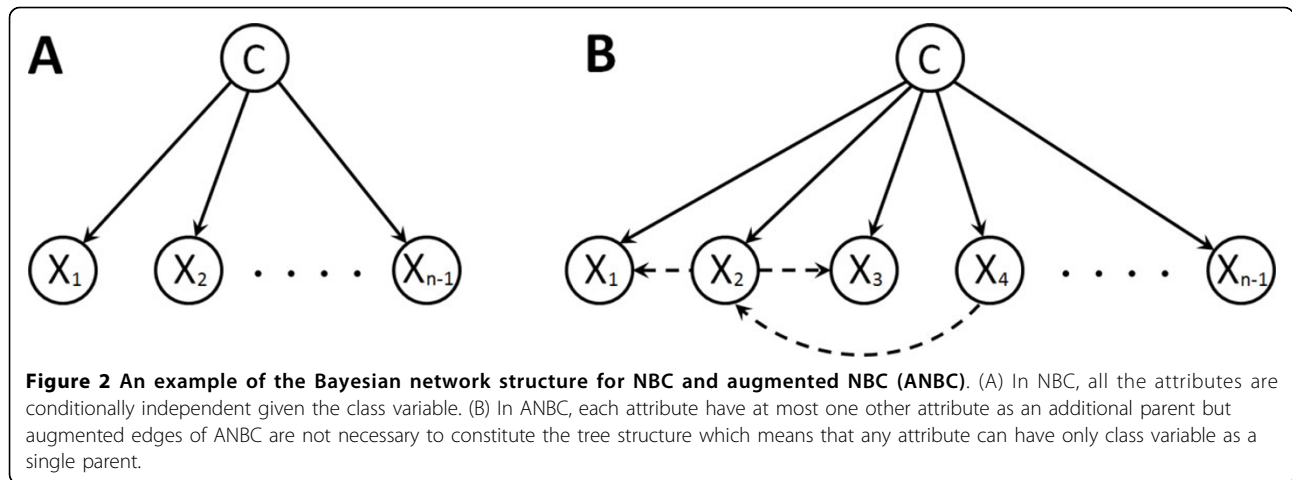 A
B
C
C
X1
X2
. . . .
Xn-1
X1
X2
X3
X4
. . . .
Xn-1
Figure 2 An example of the Bayesian network structure for NBC and augmented NBC (ANBC). (A) In NBC, all the attributes are
conditionally independent given the class variable. (B) In ANBC, each attribute have at most one other attribute as an additional parent but
augmented edges of ANBC are not necessary to constitute the tree structure which means that any attribute can have only class variable as a
single parent.